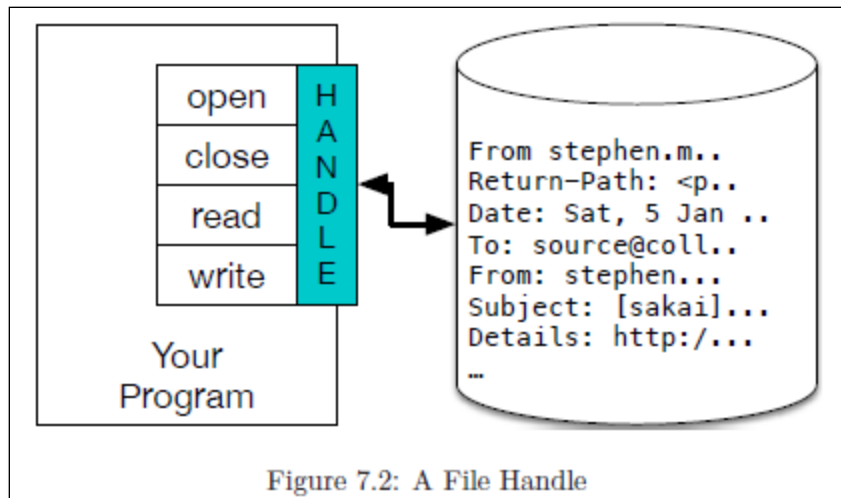 open
close
read
write
HANDLE
Your
Program
From stephen.m..
Return-Path: <p..
Date: Sat, 5 Jan ..
To: source@coll..
From: stephen...
Subject: [sakai]...
Details: http:/...
…
Figure 7.2: A File Handle